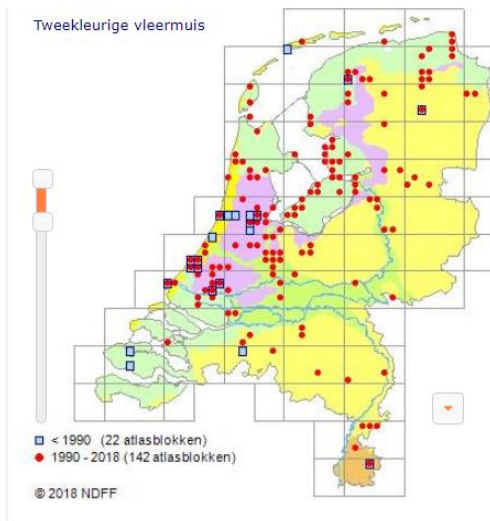 Tweekleurige vleermuis
< 1990 (22 atlasblokken)
1990 - 2018 (142 atlasblokken)
© 2018 NDFF